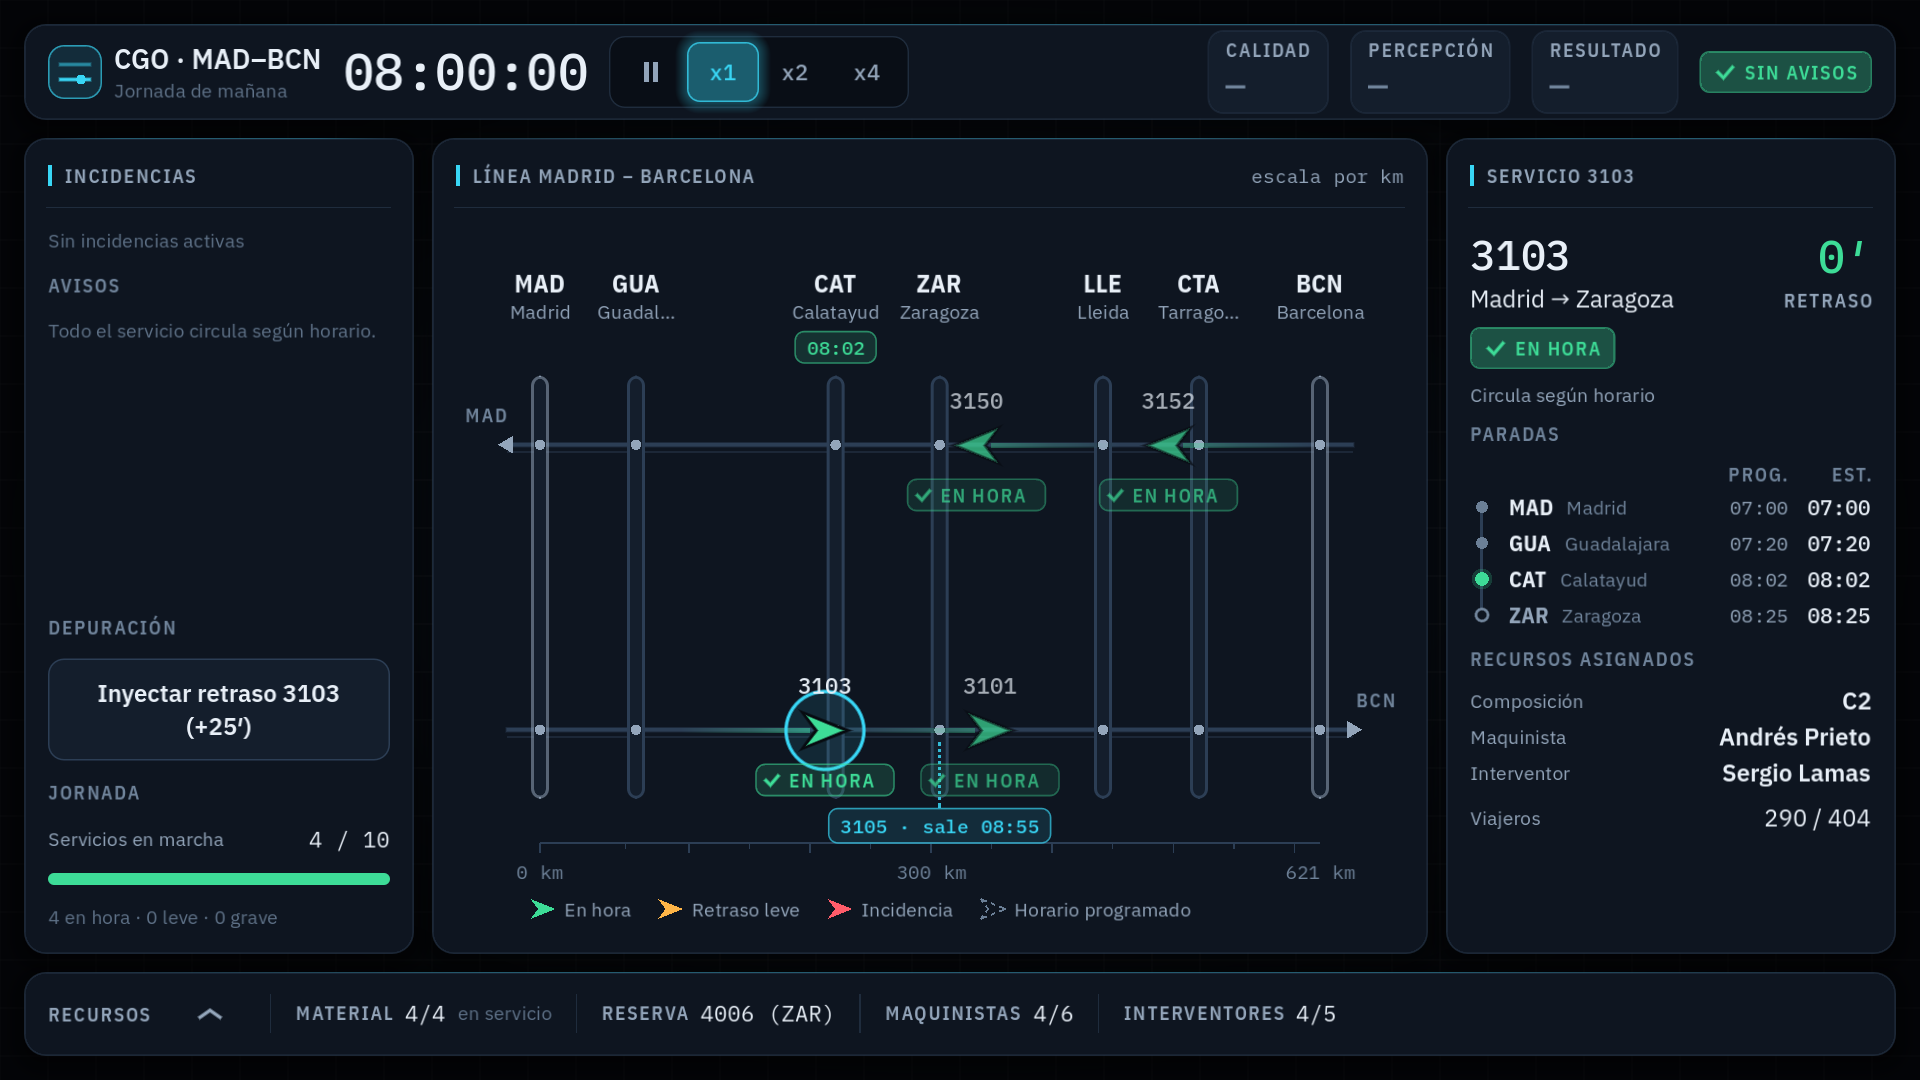 CGO · MAD–BCN
Jornada de mañana
08:00:00
x1
x2
x4
CALIDAD
—
PERCEPCIÓN
—
RESULTADO
—
SIN AVISOS
INCIDENCIAS
Sin incidencias activas
AVISOS
Todo el servicio circula según horario.
DEPURACIÓN
Inyectar retraso 3103
(+25′)
JORNADA
Servicios en marcha 4 / 10
4 en hora · 0 leve · 0 grave
LÍNEA MADRID – BARCELONA
escala por km
MAD GUA CAT ZAR LLE CTA BCN
Madrid Guadal... Calatayud Zaragoza Lleida Tarrago... Barcelona
08:02
MAD
3150 3152
EN HORA EN HORA
3103 3101
BCN
EN HORA EN HORA
3105 · sale 08:55
0 km 300 km 621 km
En hora Retraso leve Incidencia Horario programado
SERVICIO 3103
3103 0′
Madrid → Zaragoza RETRASO
EN HORA
Circula según horario
PARADAS
PROG. EST.
MAD Madrid 07:00 07:00
GUA Guadalajara 07:20 07:20
CAT Calatayud 08:02 08:02
ZAR Zaragoza 08:25 08:25
RECURSOS ASIGNADOS
Composición C2
Maquinista Andrés Prieto
Interventor Sergio Lamas
Viajeros 290 / 404
RECURSOS
MATERIAL 4/4 en servicio
RESERVA 4006 (ZAR)
MAQUINISTAS 4/6
INTERVENTORES 4/5